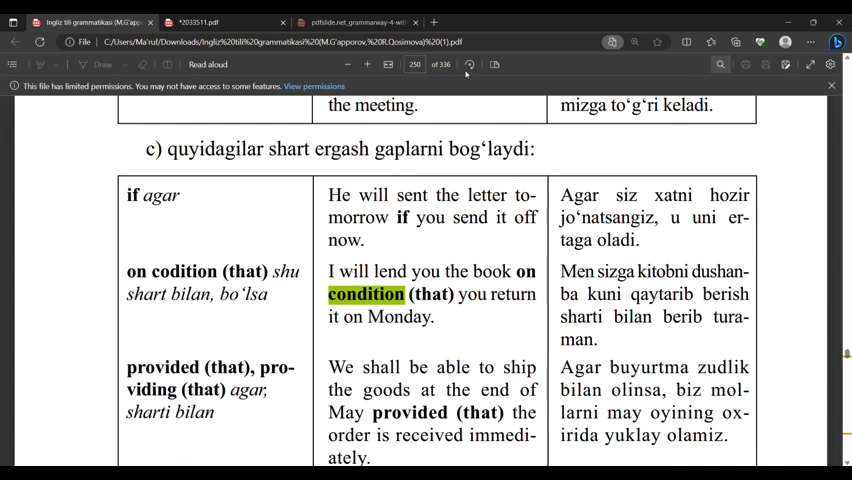 Ingliz tili grammatikasi (M.G'appo
*2033511.pdf
pdfslide.net_grammarway-4-with
File C:/Users/Ma'ruf/Downloads/Ingliz%20tili%20grammatikasi%20(M.G'apporov,%20R.Qosimova)%20(1).pdf
Draw Read aloud 250 of 336
This file has limited permissions. You may not have access to some features. View permissions
the meeting. mizga to‘g‘ri keladi.
c) quyidagilar shart ergash gaplarni bog‘laydi:
if agar
He will sent the letter to-
morrow if you send it off
now.
Agar siz xatni hozir
jo‘natsangiz, u uni er-
taga oladi.
on codition (that) shu
shart bilan, bo‘lsa
I will lend you the book on
condition (that) you return
it on Monday.
Men sizga kitobni dushan-
ba kuni qaytarib berish
sharti bilan berib tura-
man.
provided (that), pro-
viding (that) agar,
sharti bilan
We shall be able to ship
the goods at the end of
May provided (that) the
order is received immedi-
ately.
Agar buyurtma zudlik
bilan olinsa, biz mol-
larni may oyining ox-
irida yuklay olamiz.